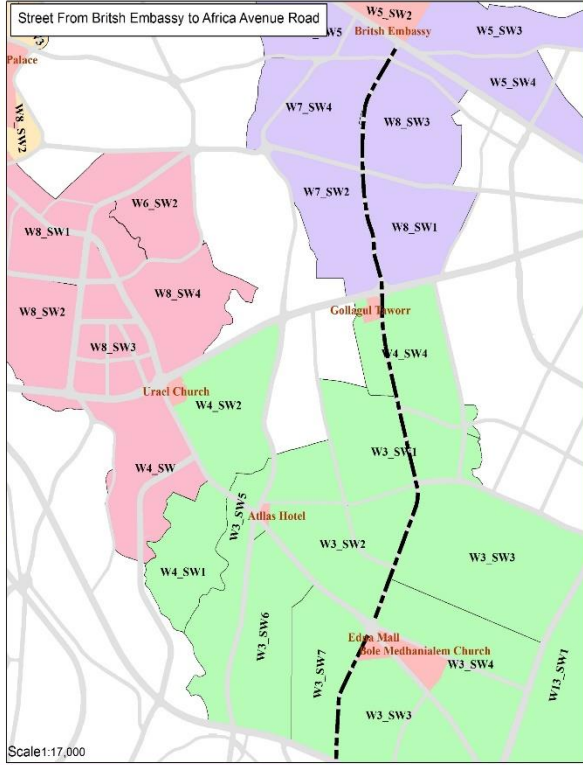 Street From Britsh Embassy to Africa Avenue Road
W5_SW2
Britsh Embassy
W5
W5_SW3
Palace
W5_SW4
W8_SW2
W7_SW4
W8_SW3
W7_SW2
W6_SW2
W8_SW1
W8_SW1
W8_SW4
W8_SW2
Gollagul Taworr
W8_SW3
W4_SW4
Urael Church
W4_SW2
W3_SW1
W4_SW
W3_SW5
Atllas Hotel
W3_SW2
W3_SW3
W4_SW1
W3_SW6
Edna Mall
Bole Medhanialem Church
W3_SW7
W3_SW4
W13_SW1
W3_SW3
Scale1:17,000